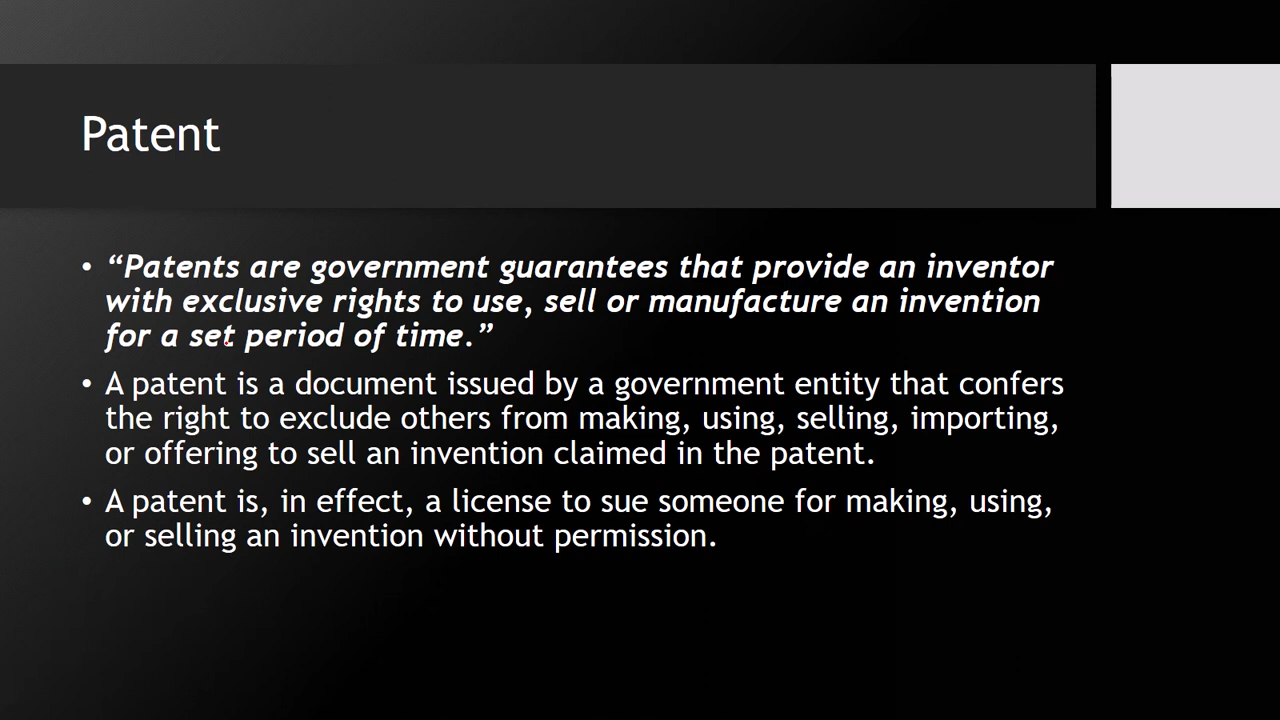 Patent
• “Patents are government guarantees that provide an inventor
with exclusive rights to use, sell or manufacture an invention
for a set period of time.”
• A patent is a document issued by a government entity that confers
the right to exclude others from making, using, selling, importing,
or offering to sell an invention claimed in the patent.
• A patent is, in effect, a license to sue someone for making, using,
or selling an invention without permission.